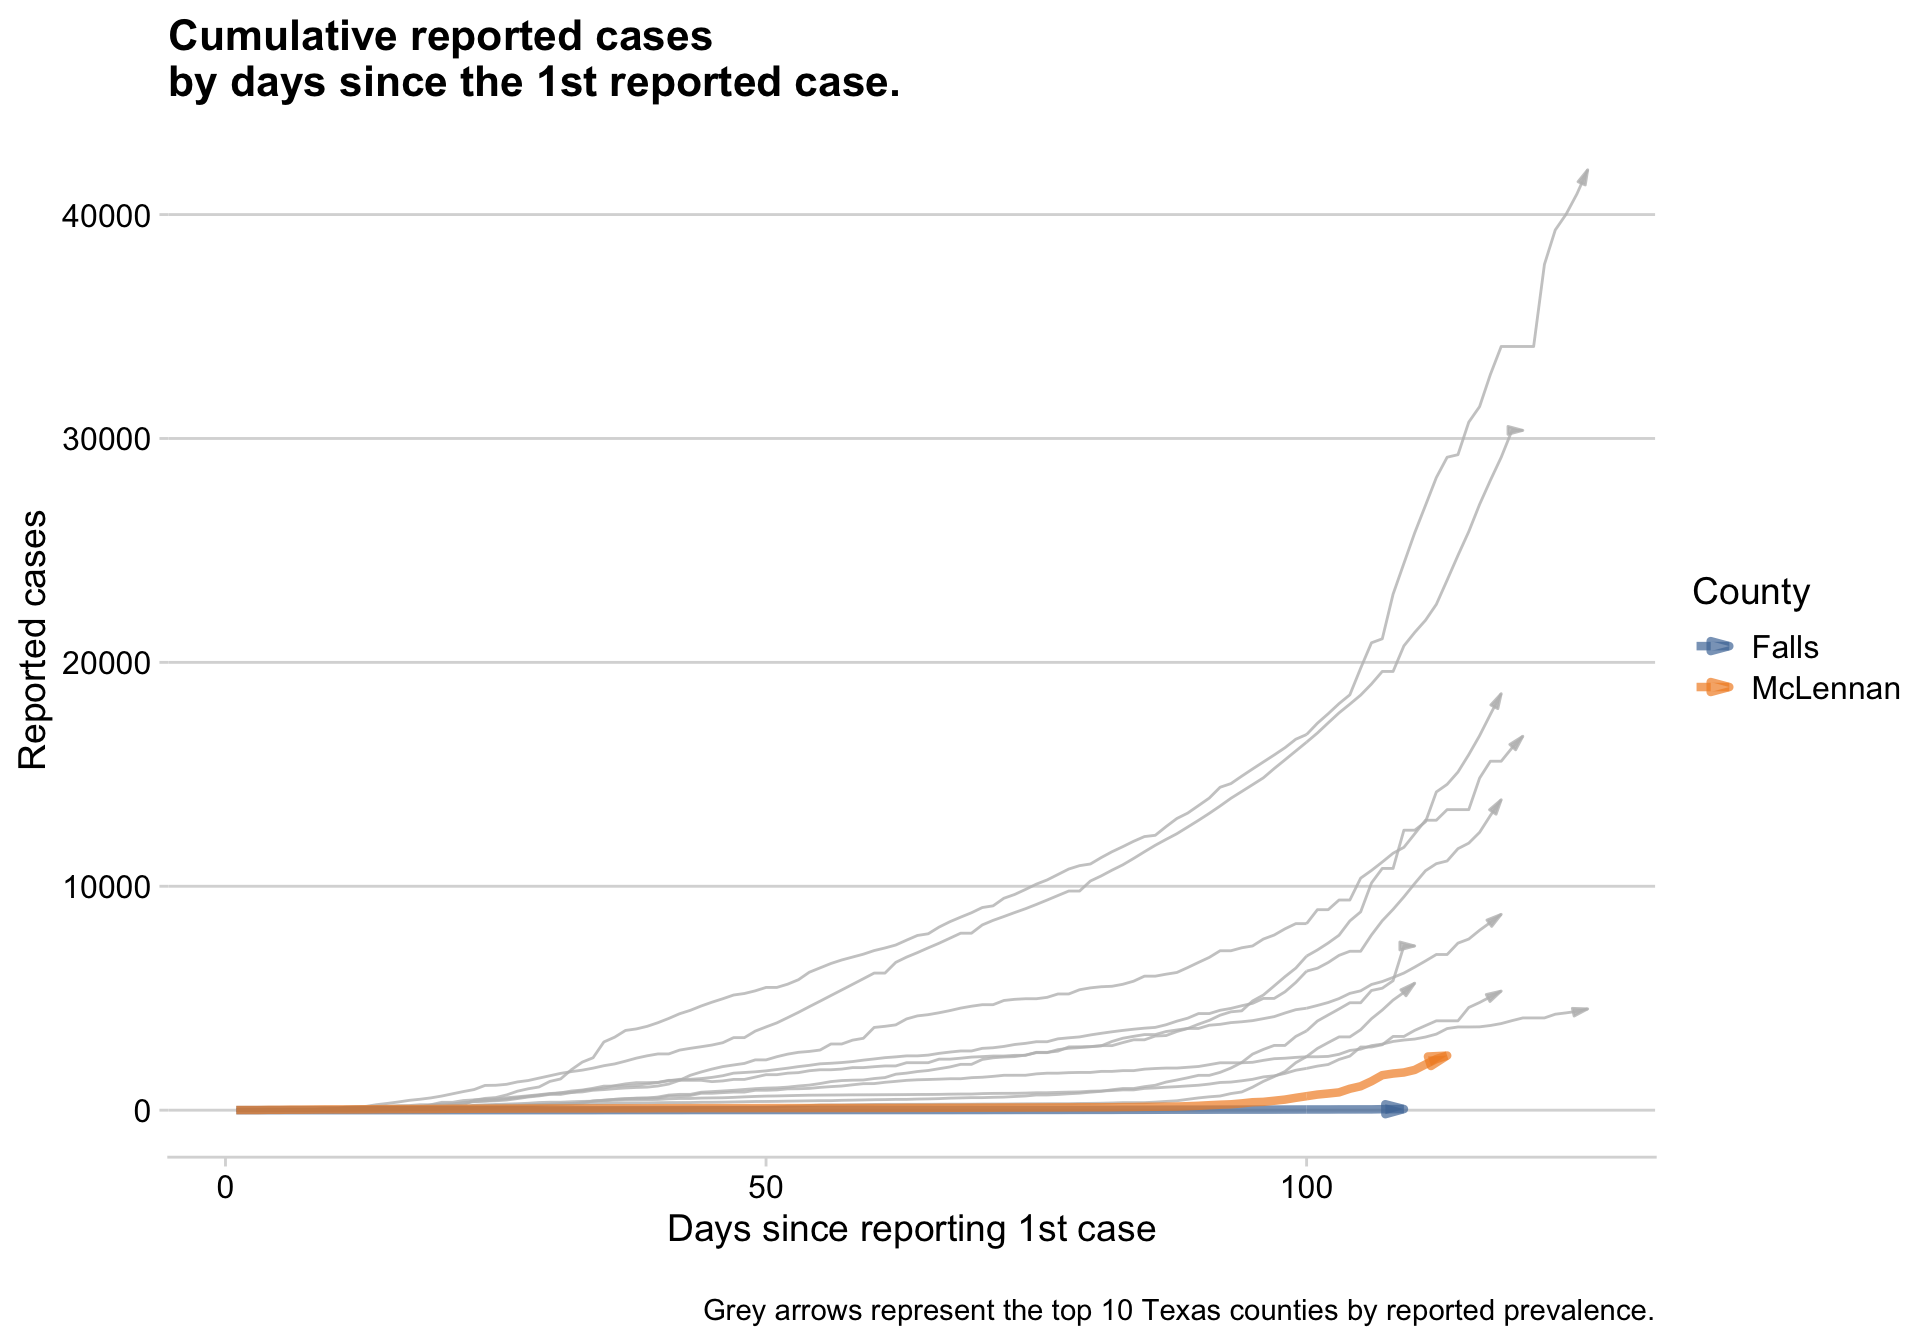 Cumulative reported cases
by days since the 1st reported case.
40000
30000
20000
10000
0
Reported cases
0
50
100
Days since reporting 1st case
County
Falls
McLennan
Grey arrows represent the top 10 Texas counties by reported prevalence.